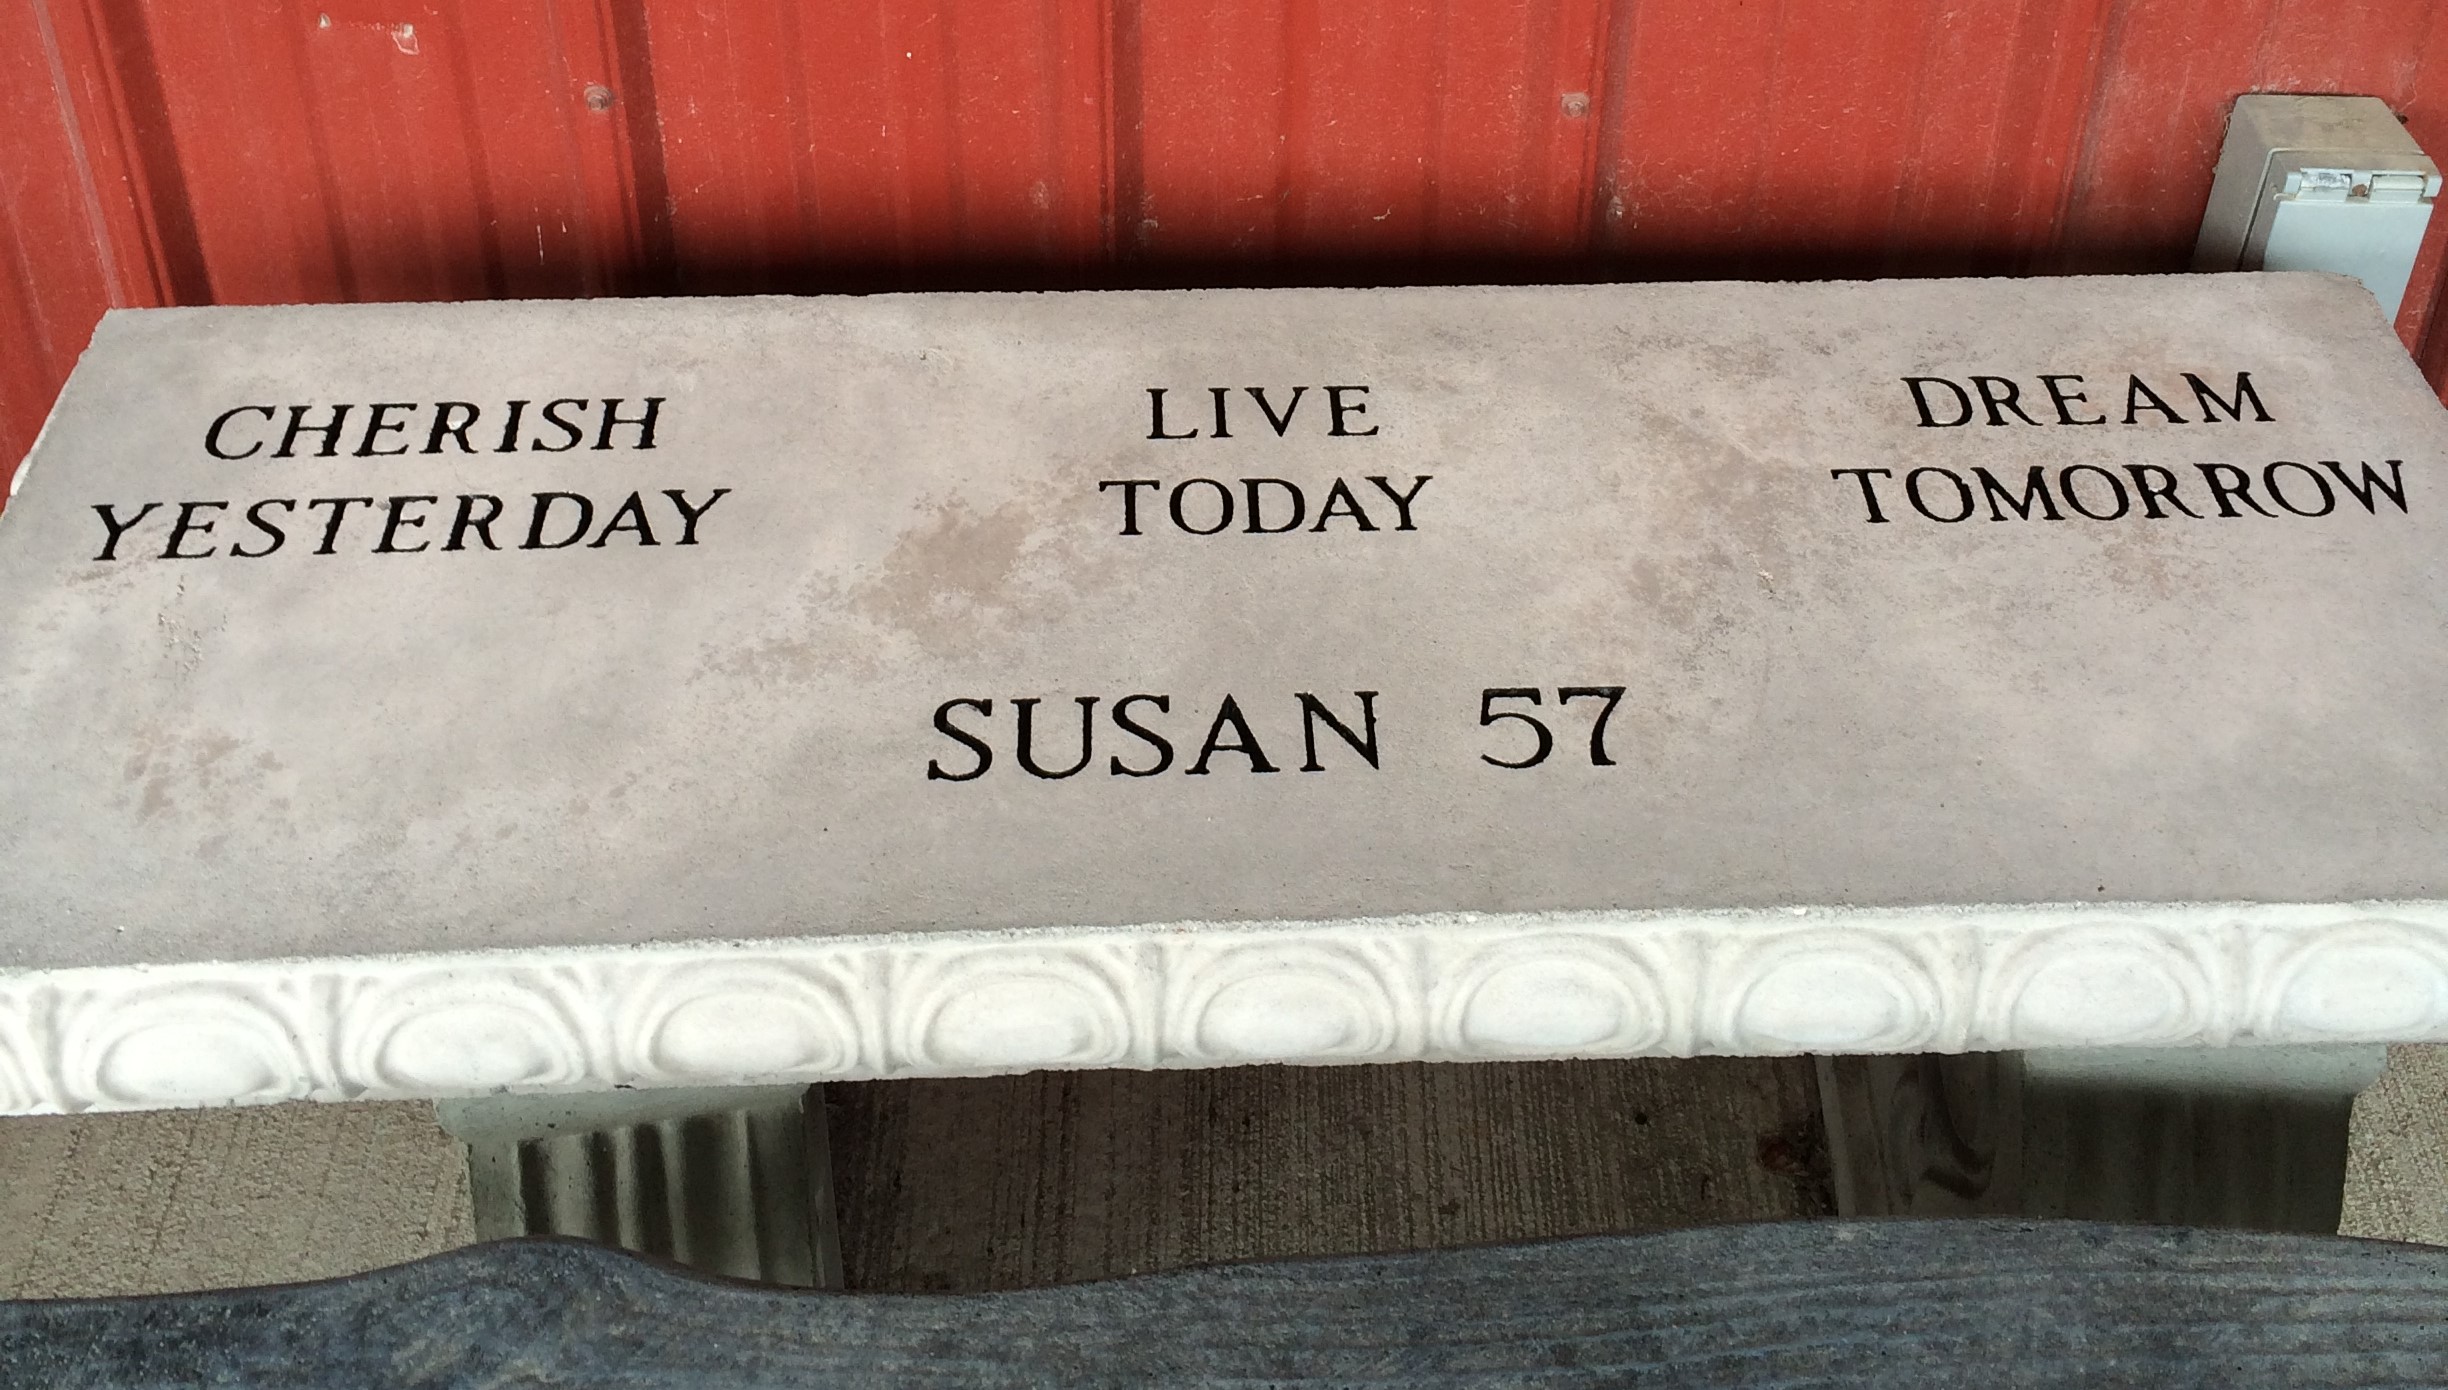 CHERISH
YESTERDAY
LIVE
TODAY
DREAM
TOMORROW
SUSAN 57